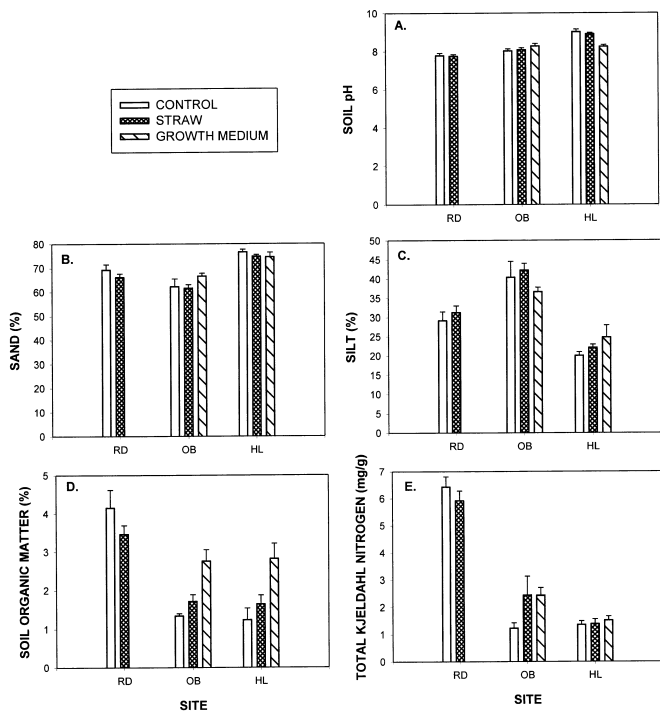 CONTROL
STRAW
GROWTH MEDIUM
A.
SOIL pH
10
8
6
4
2
0
RD OB HL
B.
SAND (%)
80
70
60
50
40
30
20
10
0
RD OB HL
C.
SILT (%)
50
45
40
35
30
25
20
15
10
5
0
RD OB HL
D.
SOIL ORGANIC MATTER (%)
5
4
3
2
1
0
RD OB HL
SITE
E.
TOTAL KJELDAHL NITROGEN (mg/g)
7
6
5
4
3
2
1
0
RD OB HL
SITE